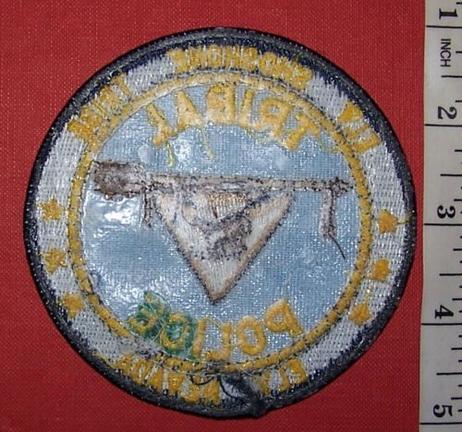 ELY SHOSHONE TRIBE
TRIBAL
POLICE
ELY NEVADA
1
INCH
2
3
4
5